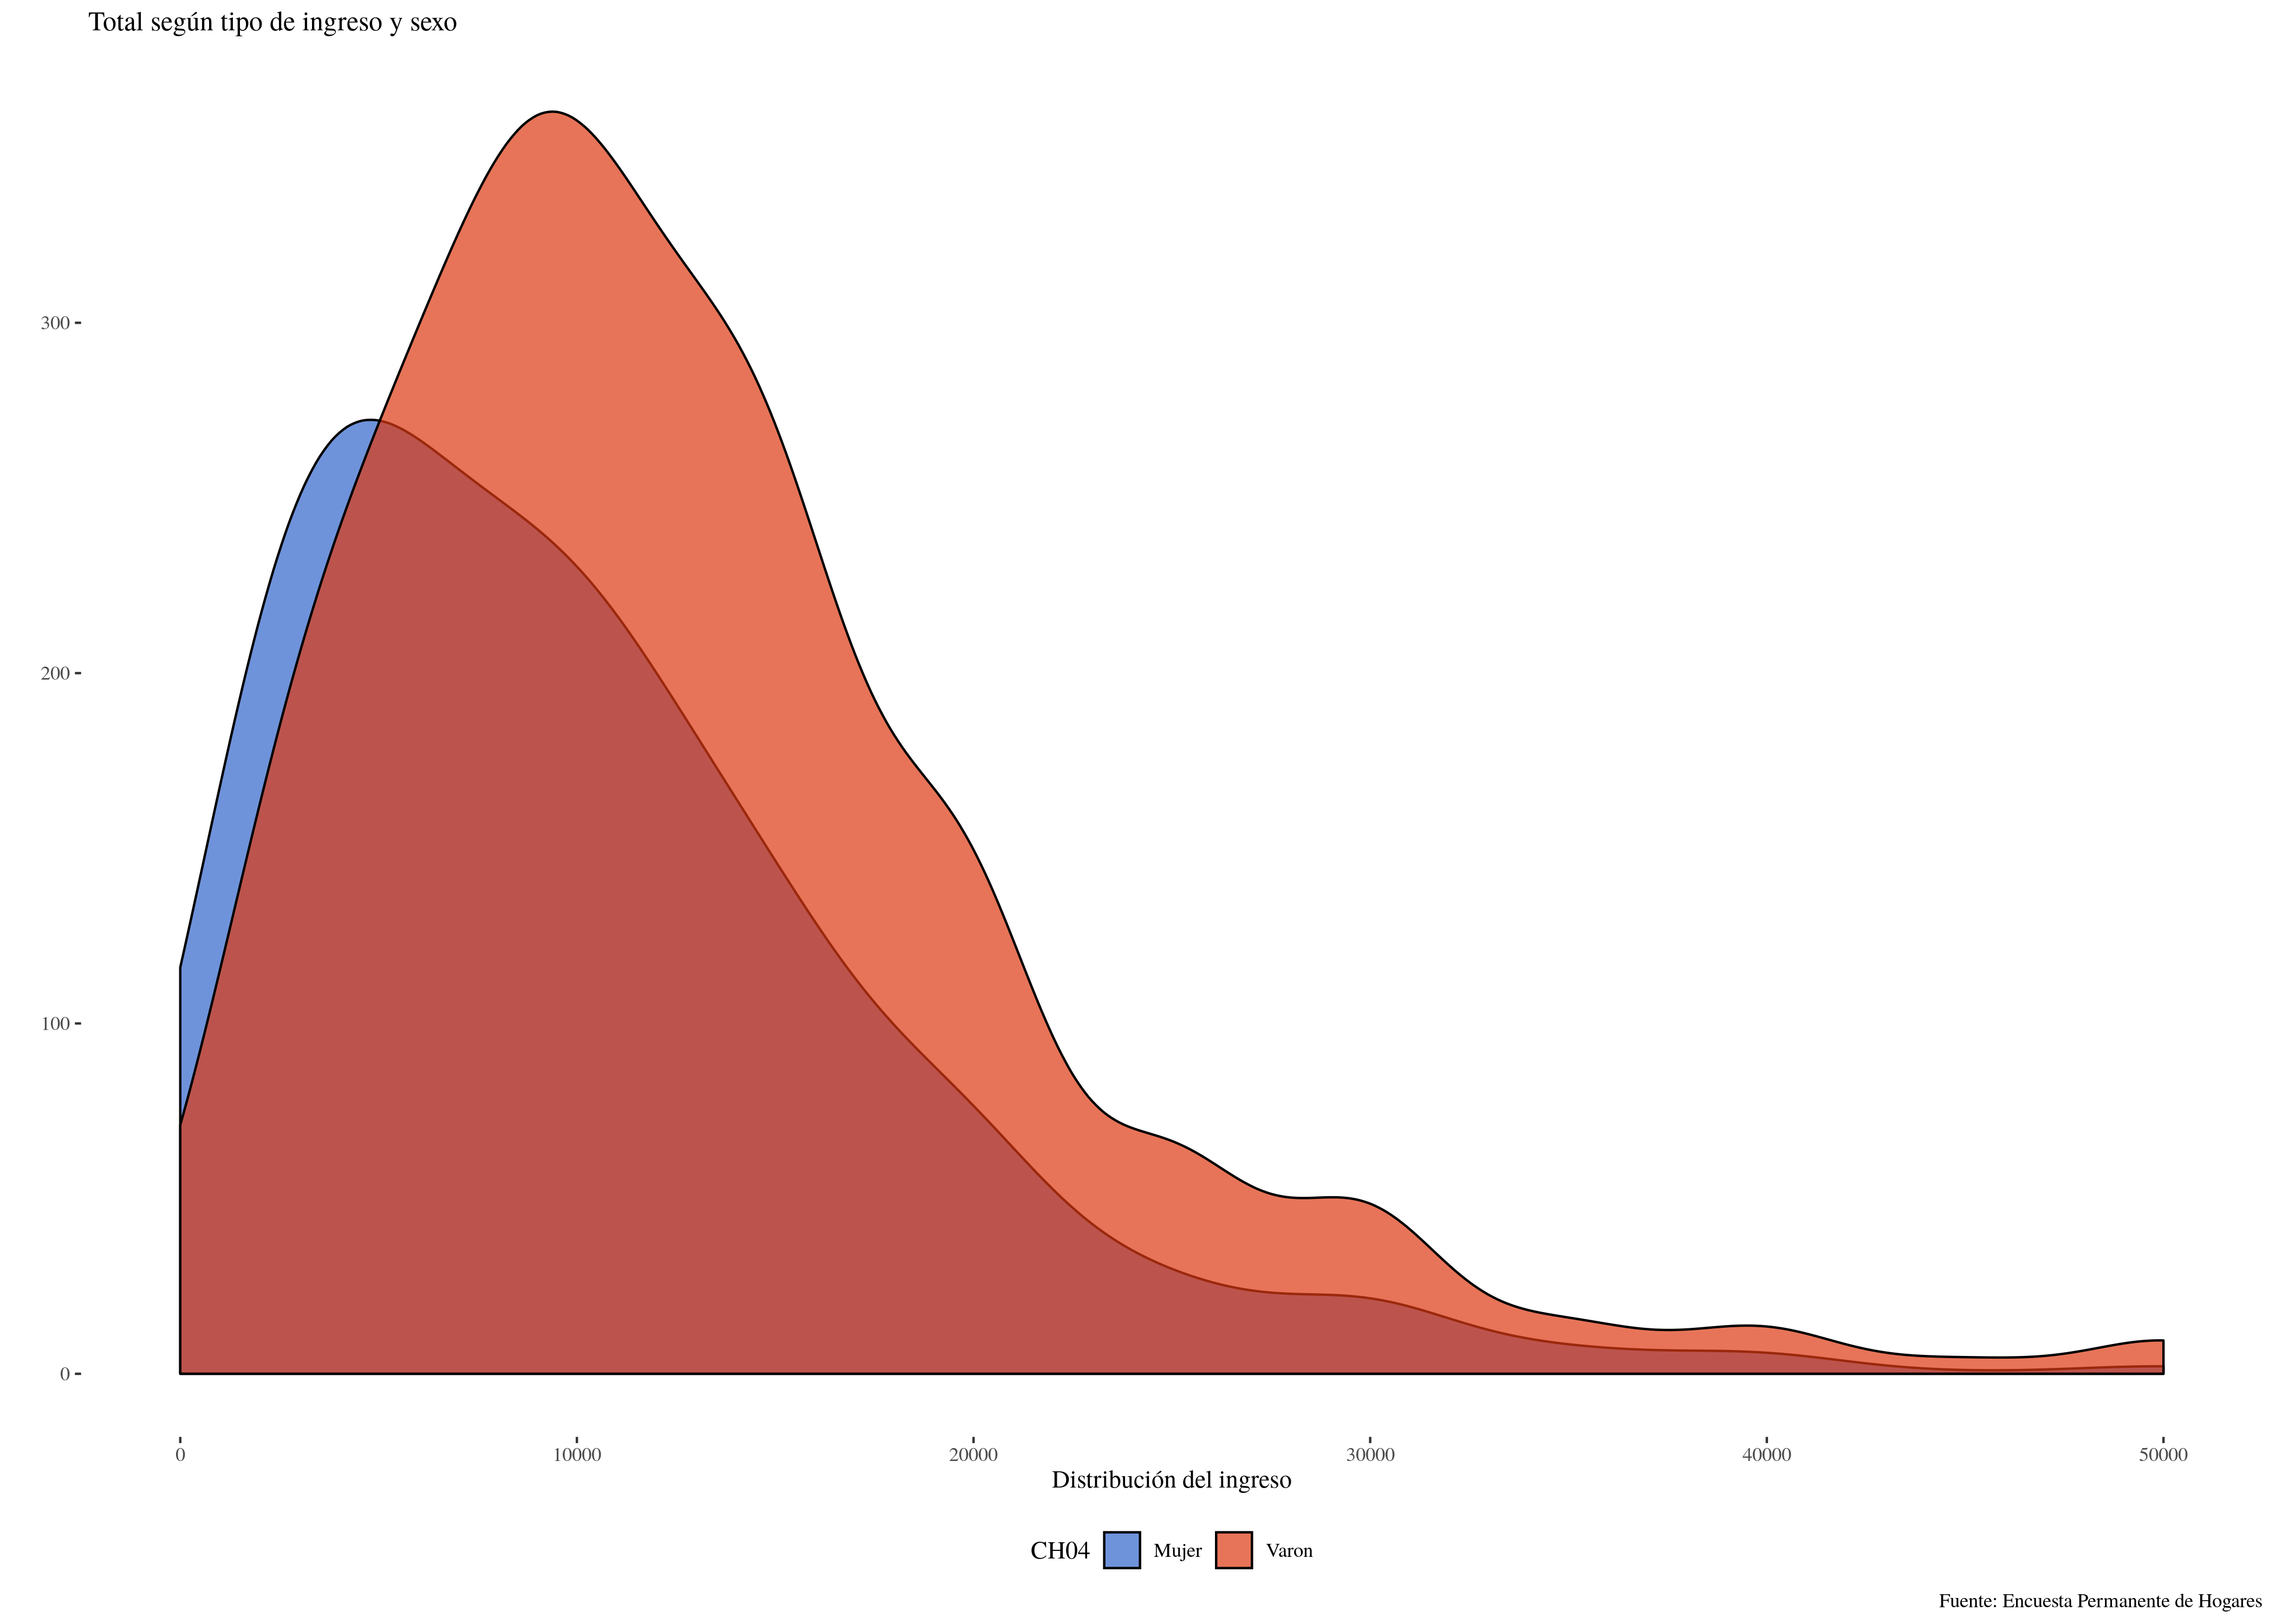 Total según tipo de ingreso y sexo
300
200
100
0
0 10000 20000 30000 40000 50000
Distribución del ingreso
CH04 Mujer Varon
Fuente: Encuesta Permanente de Hogares